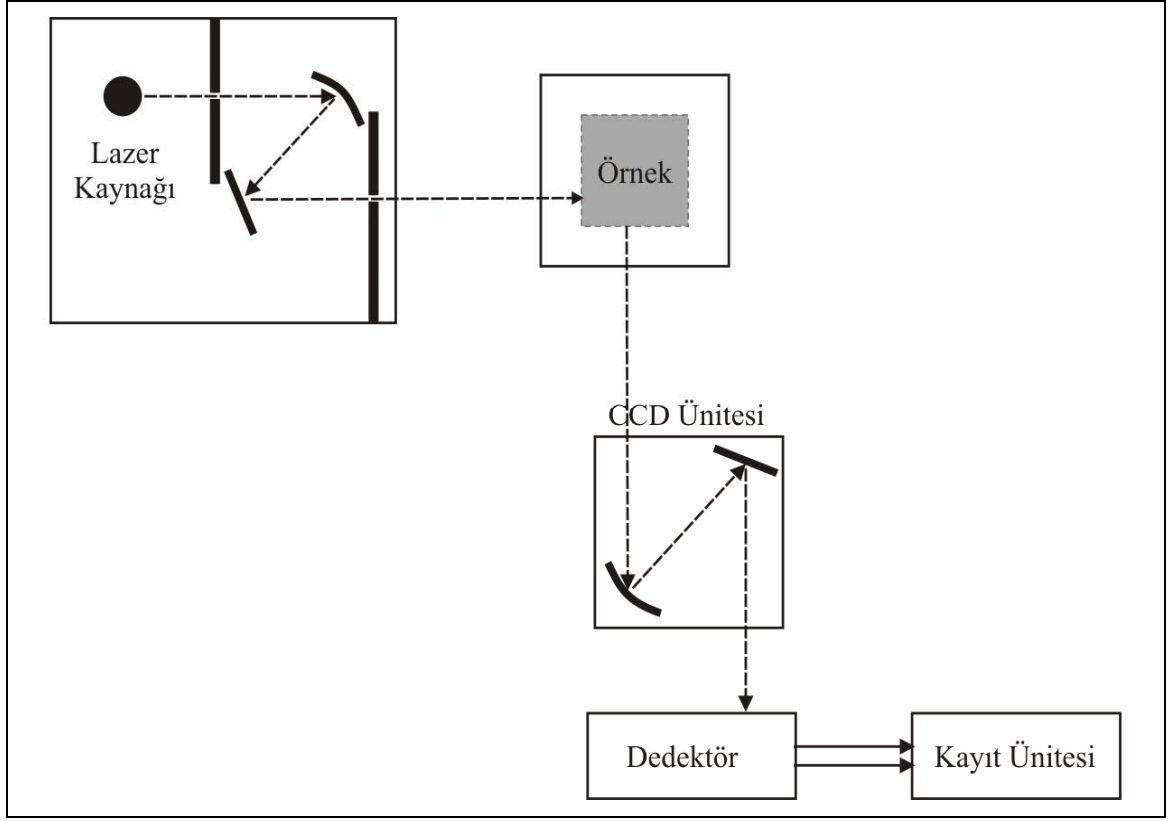 Lazer
Kaynağı
Örnek
CCD Ünitesi
Dedektör
Kayıt Ünitesi